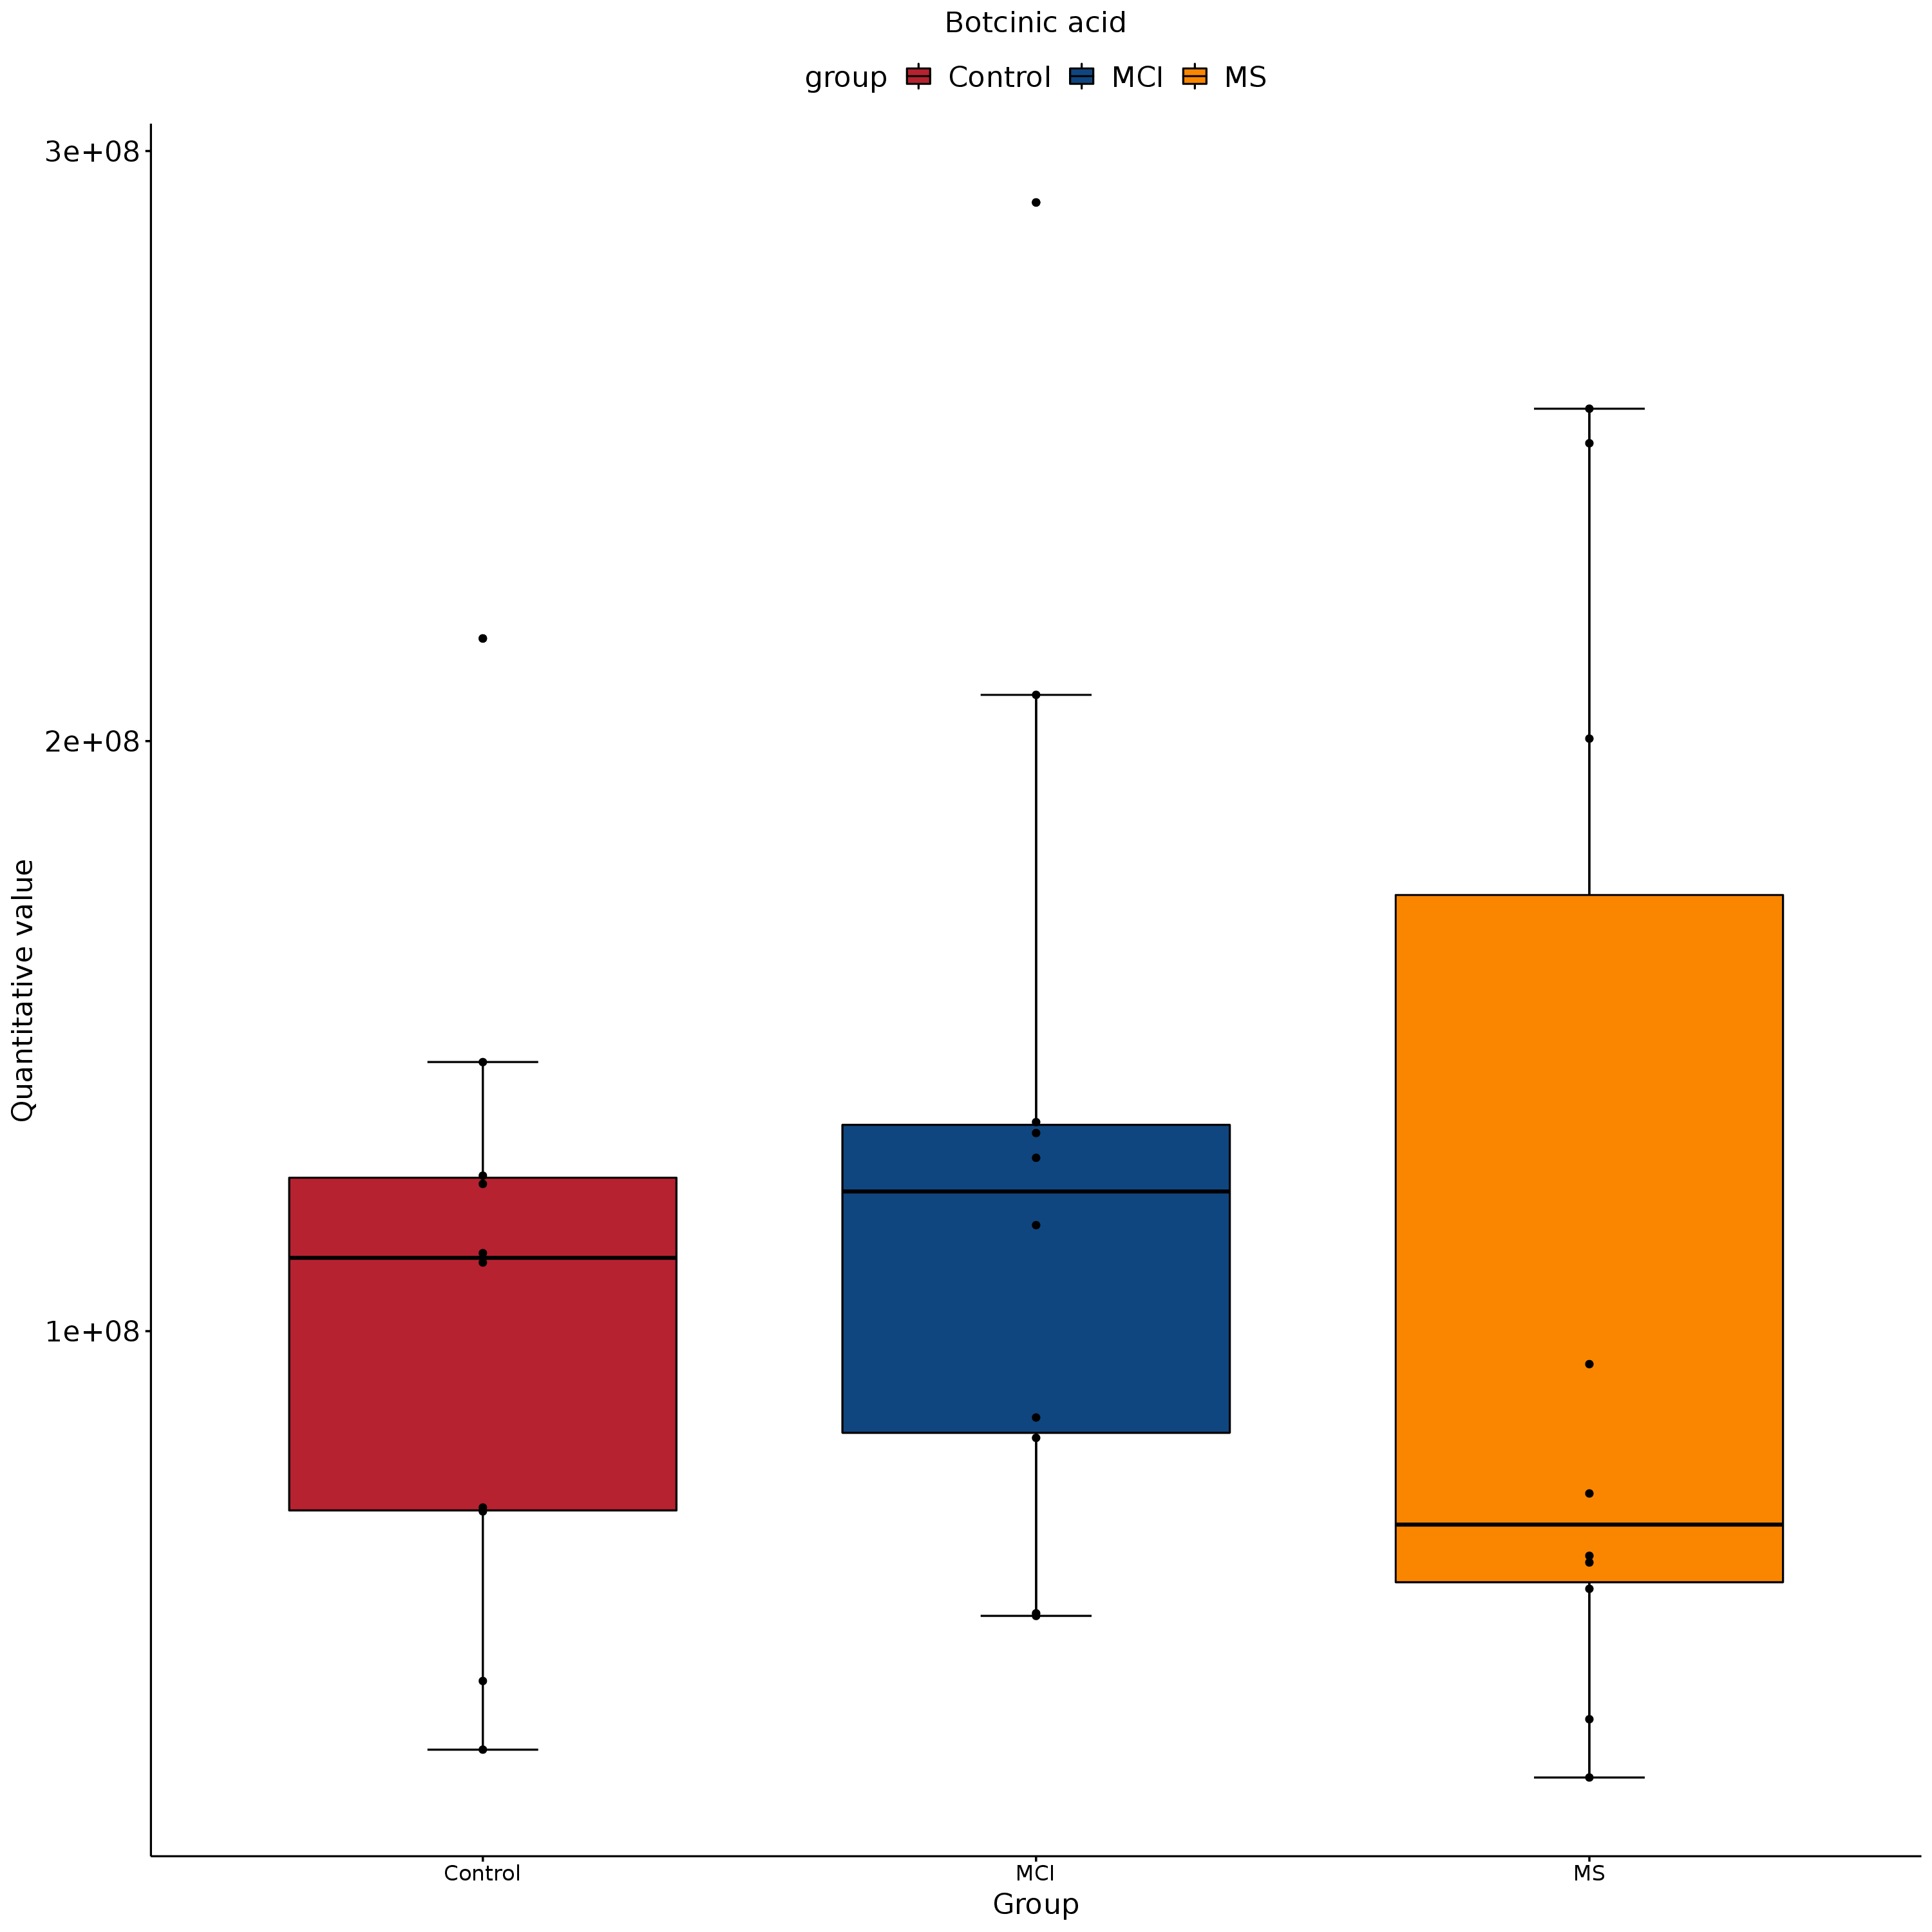 Botcinic acid
group Control MCI MS
3e+08
2e+08
1e+08
Quantitative value
Control MCI MS
Group